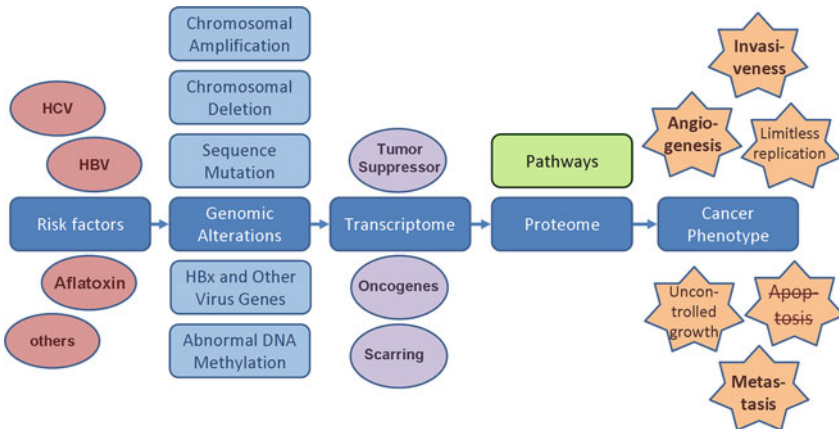 Chromosomal
Amplification
Chromosomal
Deletion
Sequence
Mutation
HCV
HBV
Tumor
Suppressor
Pathways
Invasi-
veness
Angio-
genesis
Limitless
replication
Risk factors
Genomic
Alterations
Transcriptome
Proteome
Cancer
Phenotype
Aflatoxin
others
HBx and Other
Virus Genes
Abnormal DNA
Methylation
Oncogenes
Scarring
Uncon-
trolled
growth
Apop-
tosis
Metas-
tasis